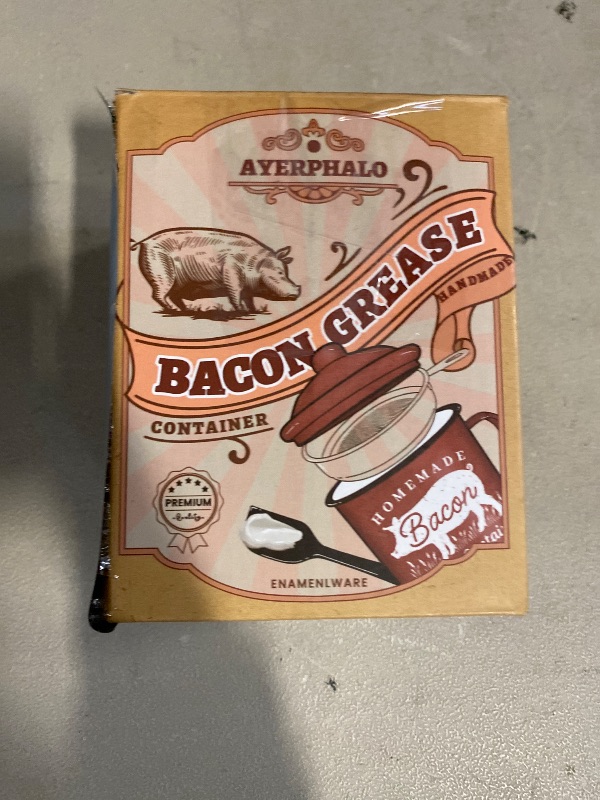 AYERPHALO
BACON GREASE
HANDMADE
CONTAINER
PREMIUM
HOMEMADE
Bacon
ENAMENLWARE